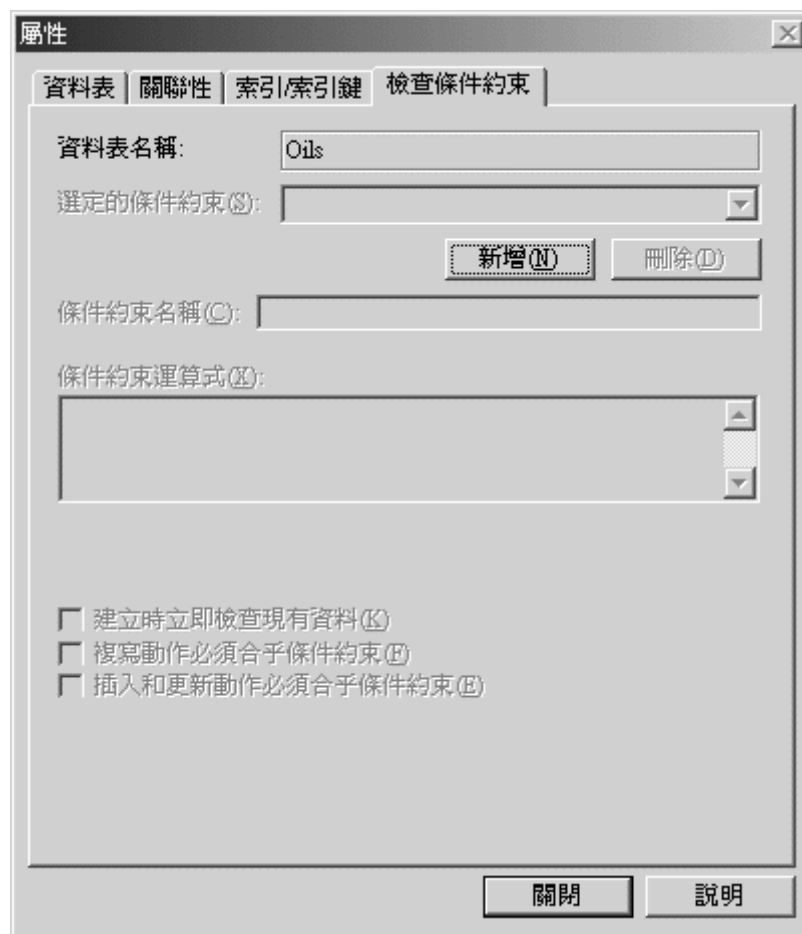 屬性
資料表 關聯性 索引/索引鍵 檢查條件約束
資料表名稱: Oils
選定的條件約束(S):
新增(N) 刪除(D)
條件約束名稱(C):
條件約束運算式(X):
建立時立即檢查現有資料(K)
複寫動作必須合乎條件約束(F)
插入和更新動作必須合乎條件約束(E)
關閉 說明